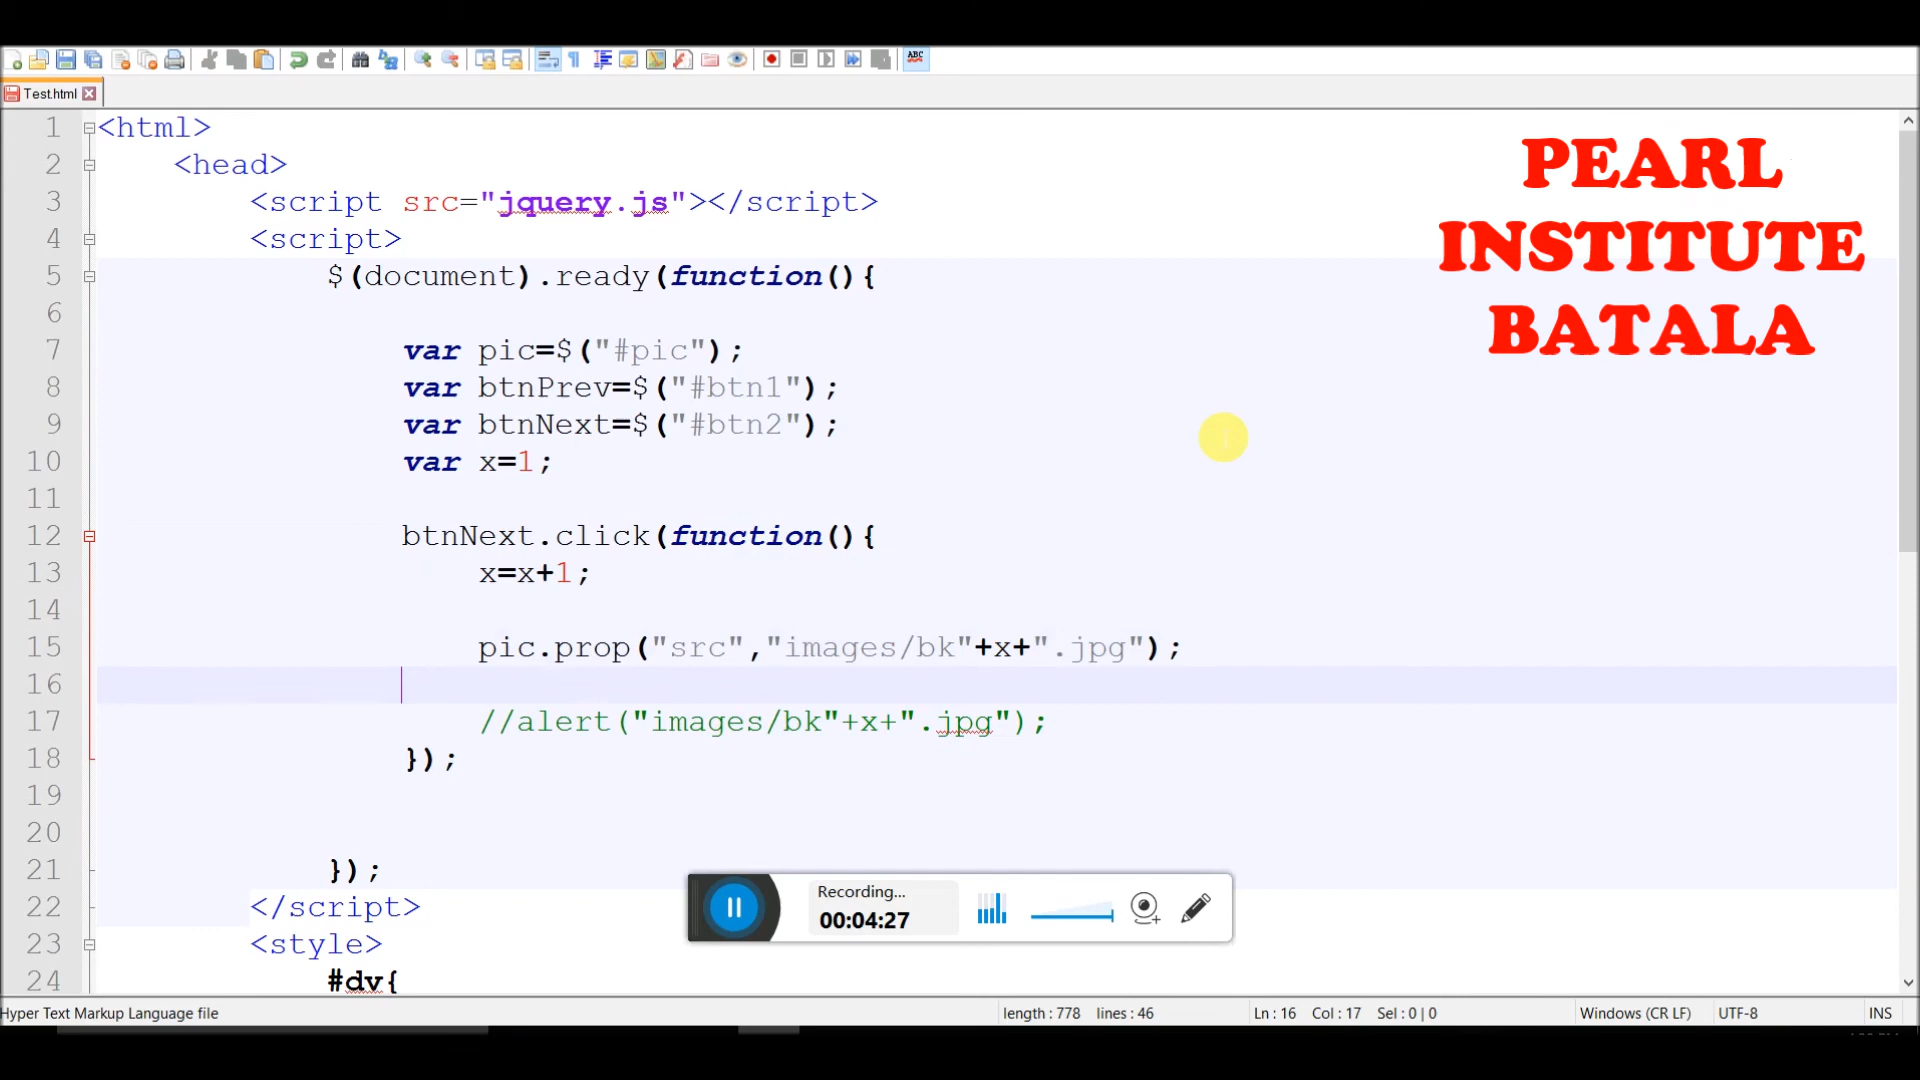 ABC
Test.html
1 <html>
2 <head>
3 <script src="jquery.js"></script>
4 <script>
5 $(document).ready(function(){
6
7 var pic=$("#pic");
8 var btnPrev=$("#btn1");
9 var btnNext=$("#btn2");
10 var x=1;
11
12 btnNext.click(function(){
13 x=x+1;
14
15 pic.prop("src","images/bk"+x+".jpg");
16
17 //alert("images/bk"+x+".jpg");
18 });
19
20
21 });
22 </script>
23 <style>
24 #dv{
PEARL
INSTITUTE
BATALA
Recording...
00:04:27
Hyper Text Markup Language file length : 778 lines : 46 Ln : 16 Col : 17 Sel : 0 | 0 Windows (CR LF) UTF-8 INS